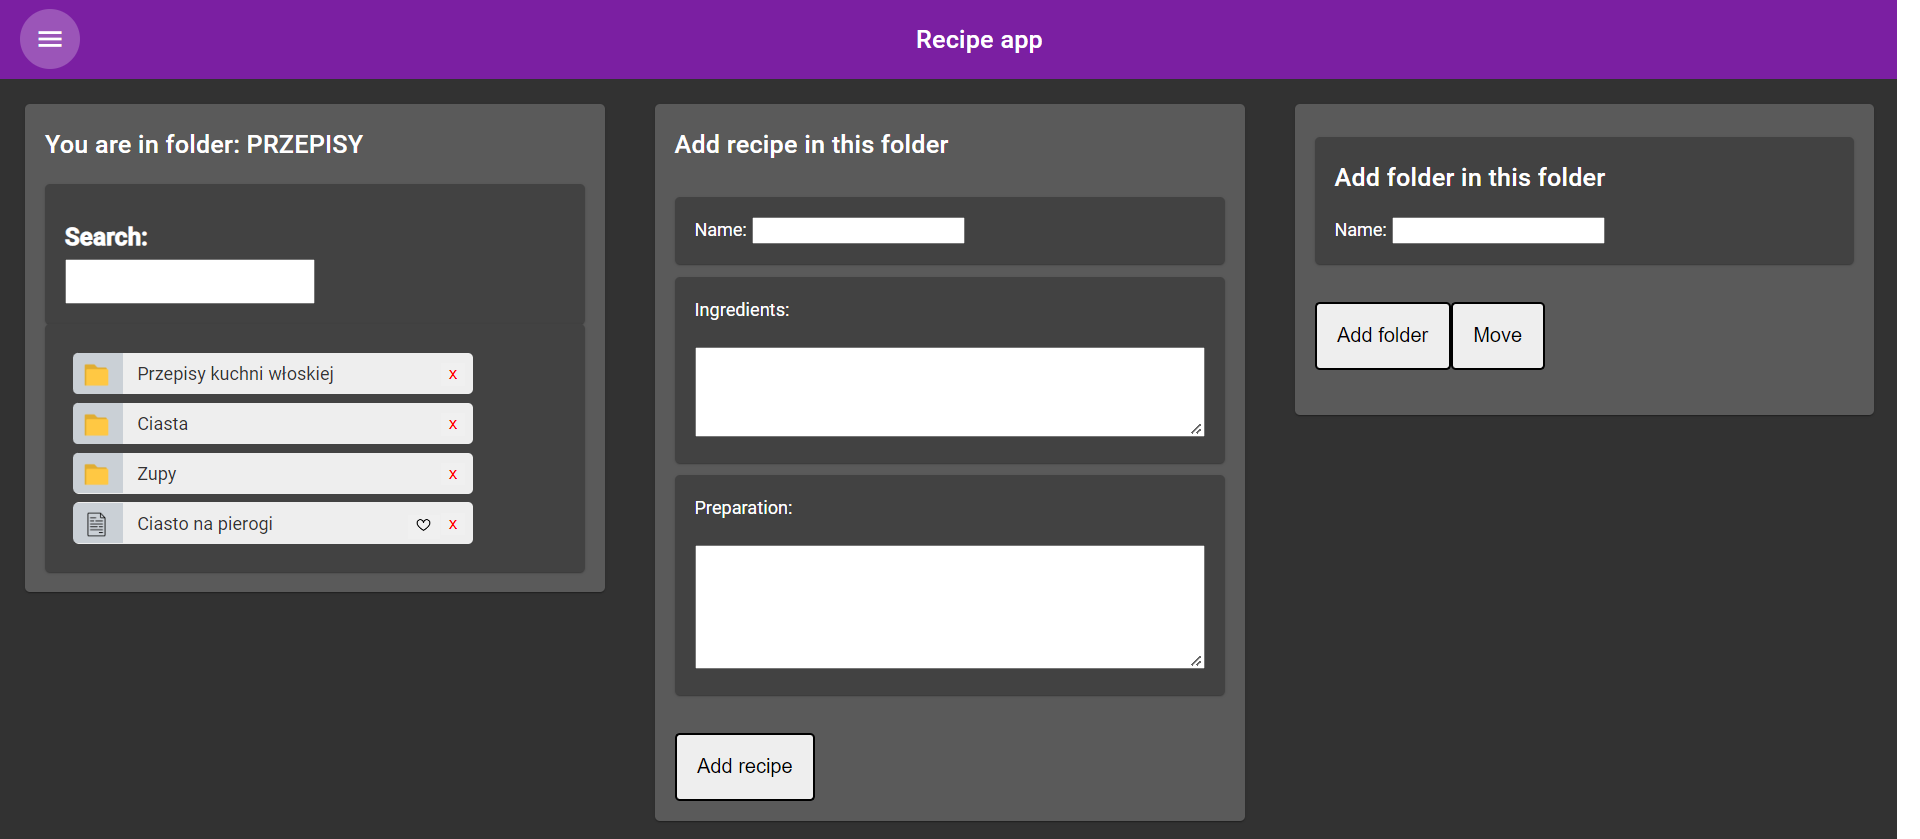 Recipe app
You are in folder: PRZEPISY
Search:
Przepisy kuchni włoskiej x
Ciasta x
Zupy x
Ciasto na pierogi x
Add recipe in this folder
Name:
Ingredients:
Preparation:
Add recipe
Add folder in this folder
Name:
Add folder Move